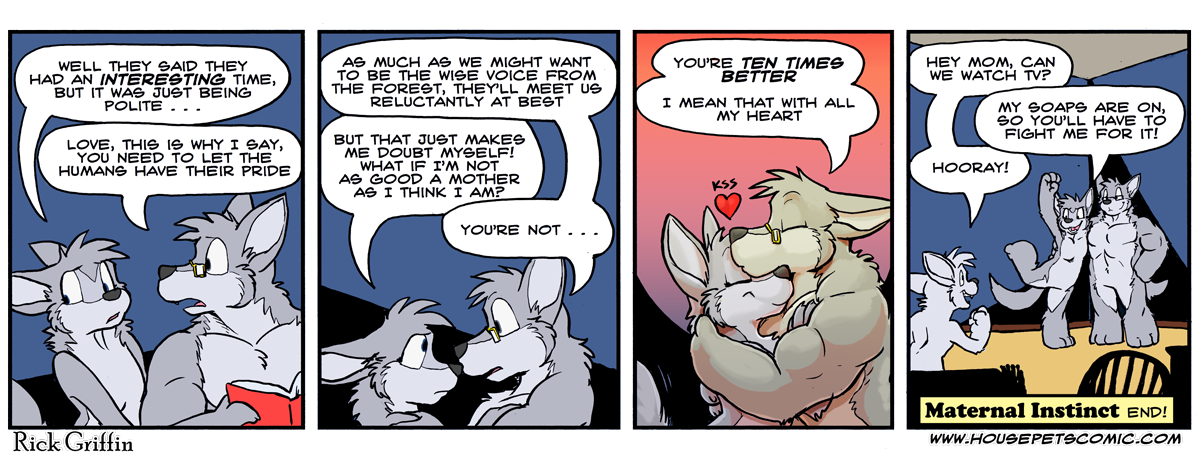 WELL THEY SAID THEY
HAD AN INTERESTING TIME,
BUT IT WAS JUST BEING
POLITE . . .
LOVE, THIS IS WHY I SAY,
YOU NEED TO LET THE
HUMANS HAVE THEIR PRIDE
AS MUCH AS WE MIGHT WANT
TO BE THE WISE VOICE FROM
THE FOREST, THEY'LL MEET US
RELUCTANTLY AT BEST
BUT THAT JUST MAKES
ME DOUBT MYSELF!
WHAT IF I'M NOT
AS GOOD A MOTHER
AS I THINK I AM?
YOU'RE NOT . . .
YOU'RE TEN TIMES
BETTER
I MEAN THAT WITH ALL
MY HEART
KSS
HEY MOM, CAN
WE WATCH TV?
MY SOAPS ARE ON,
SO YOU'LL HAVE TO
FIGHT ME FOR IT!
HOORAY!
Maternal Instinct END!
Rick Griffin
WWW.HOUSEPETSCOMIC.COM